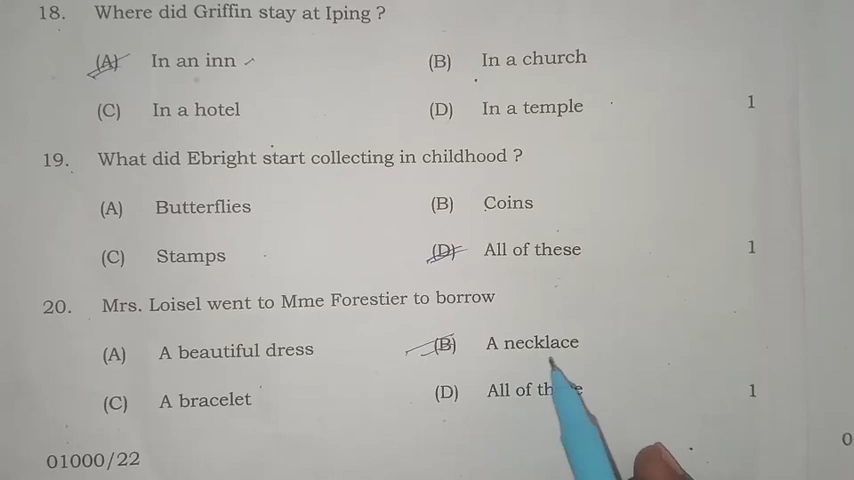 18. Where did Griffin stay at Iping ?
(A) In an inn (B) In a church
(C) In a hotel (D) In a temple 1
19. What did Ebright start collecting in childhood ?
(A) Butterflies (B) Coins
(C) Stamps (D) All of these 1
20. Mrs. Loisel went to Mme Forestier to borrow
(A) A beautiful dress (B) A necklace
(C) A bracelet (D) All of 1
01000/22 0